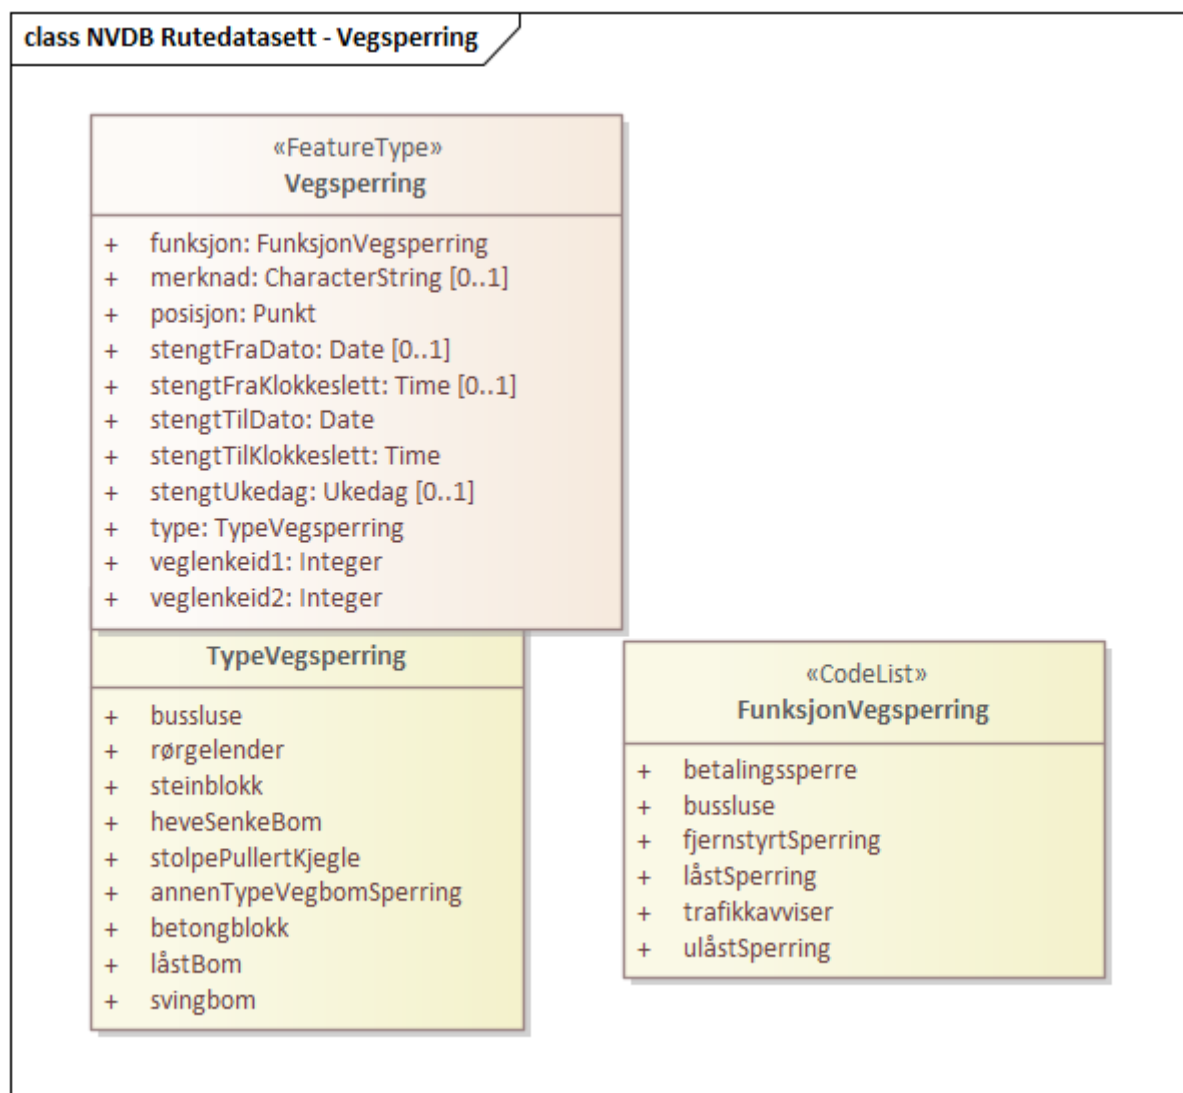 class NVDB Rutedatasett - Vegsperring
«FeatureType»
Vegsperring
+ funksjon: FunksjonVegsperring
+ merknad: CharacterString [0..1]
+ posisjon: Punkt
+ stengtFraDato: Date [0..1]
+ stengtFraKlokkeslett: Time [0..1]
+ stengtTilDato: Date
+ stengtTilKlokkeslett: Time
+ stengtUkedag: Ukedag [0..1]
+ type: TypeVegsperring
+ veglenkeid1: Integer
+ veglenkeid2: Integer
TypeVegsperring
+ bussluse
+ rørgelender
+ steinblokk
+ heveSenkeBom
+ stolpePullertKjegle
+ annenTypeVegbomSperring
+ betongblokk
+ låstBom
+ svingbom
«CodeList»
FunksjonVegsperring
+ betalingssperre
+ bussluse
+ fjernstyrtSperring
+ låstSperring
+ trafikkavviser
+ ulåstSperring